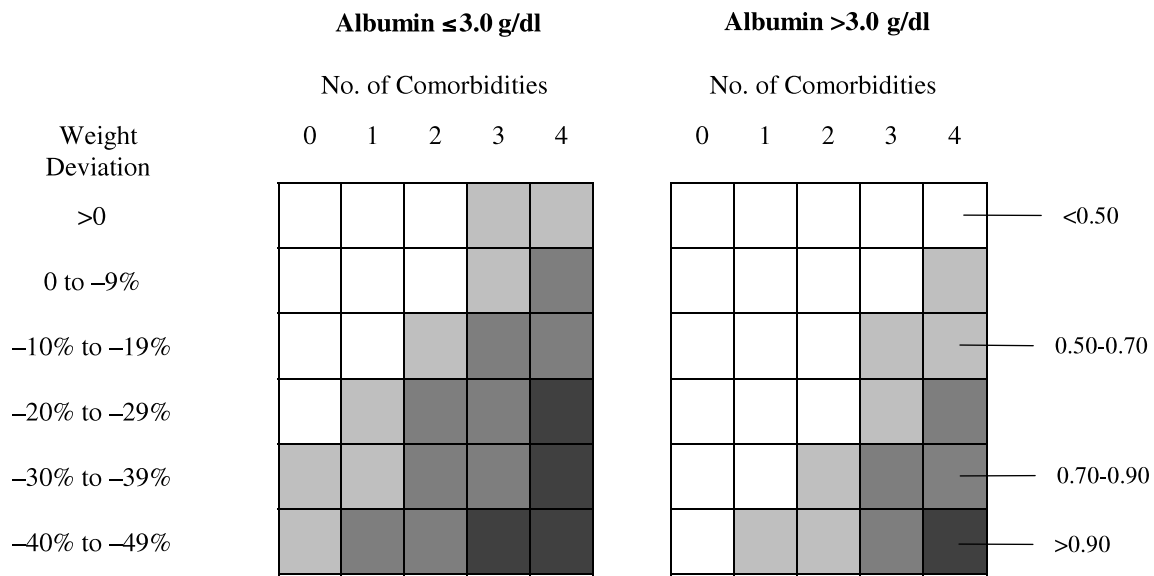 Albumin ≤3.0 g/dl
Albumin >3.0 g/dl
No. of Comorbidities
No. of Comorbidities
Weight
Deviation
0 1 2 3 4
0 1 2 3 4
>0
<0.50
0 to –9%
–10% to –19%
0.50-0.70
–20% to –29%
–30% to –39%
0.70-0.90
–40% to –49%
>0.90